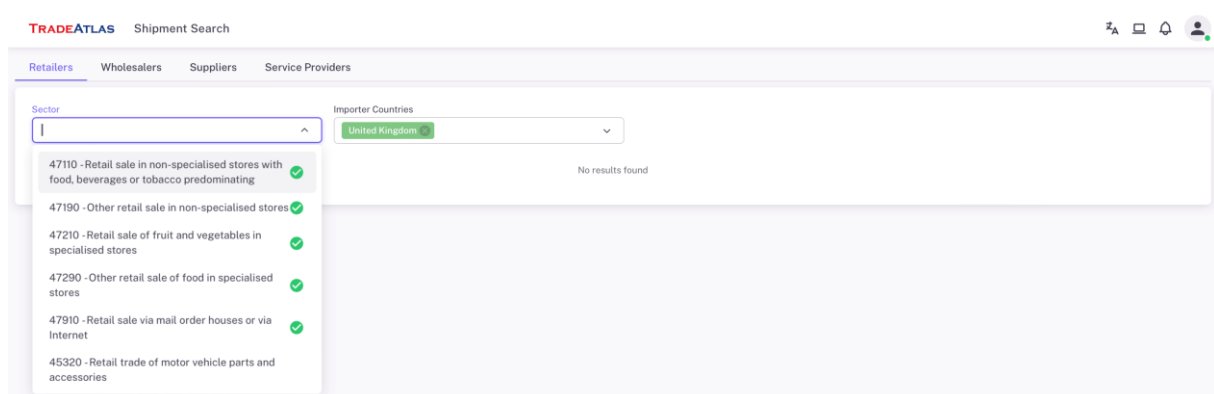 TRADEATLAS Shipment Search
Retailers Wholesalers Suppliers Service Providers
Sector
Importer Countries
United Kingdom
No results found
47110 - Retail sale in non-specialised stores with
food, beverages or tobacco predominating
47190 - Other retail sale in non-specialised stores
47210 - Retail sale of fruit and vegetables in
specialised stores
47290 - Other retail sale of food in specialised
stores
47910 - Retail sale via mail order houses or via
Internet
45320 - Retail trade of motor vehicle parts and
accessories